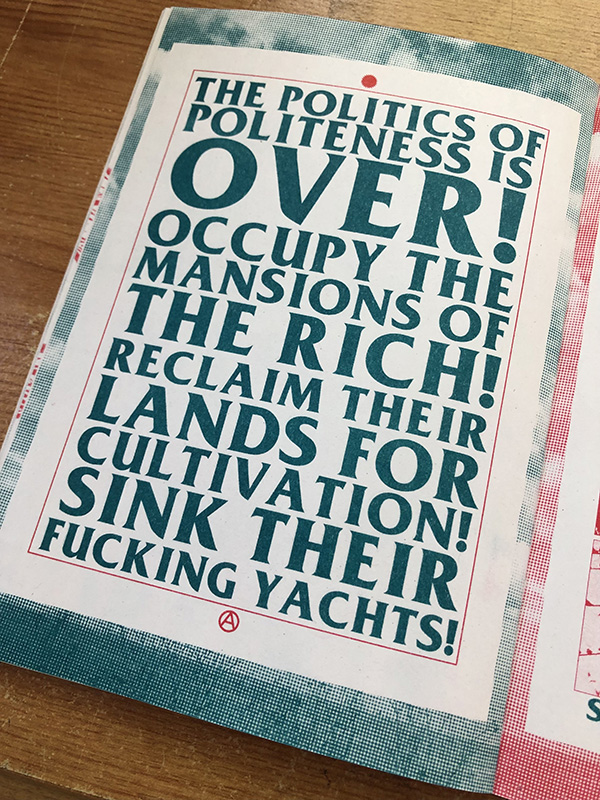 THE POLITICS OF
POLITENESS IS
OVER!
OCCUPY THE
MANSIONS OF
THE RICH!
RECLAIM THEIR
LANDS FOR
CULTIVATION!
SINK THEIR
FUCKING YACHTS!
A
S